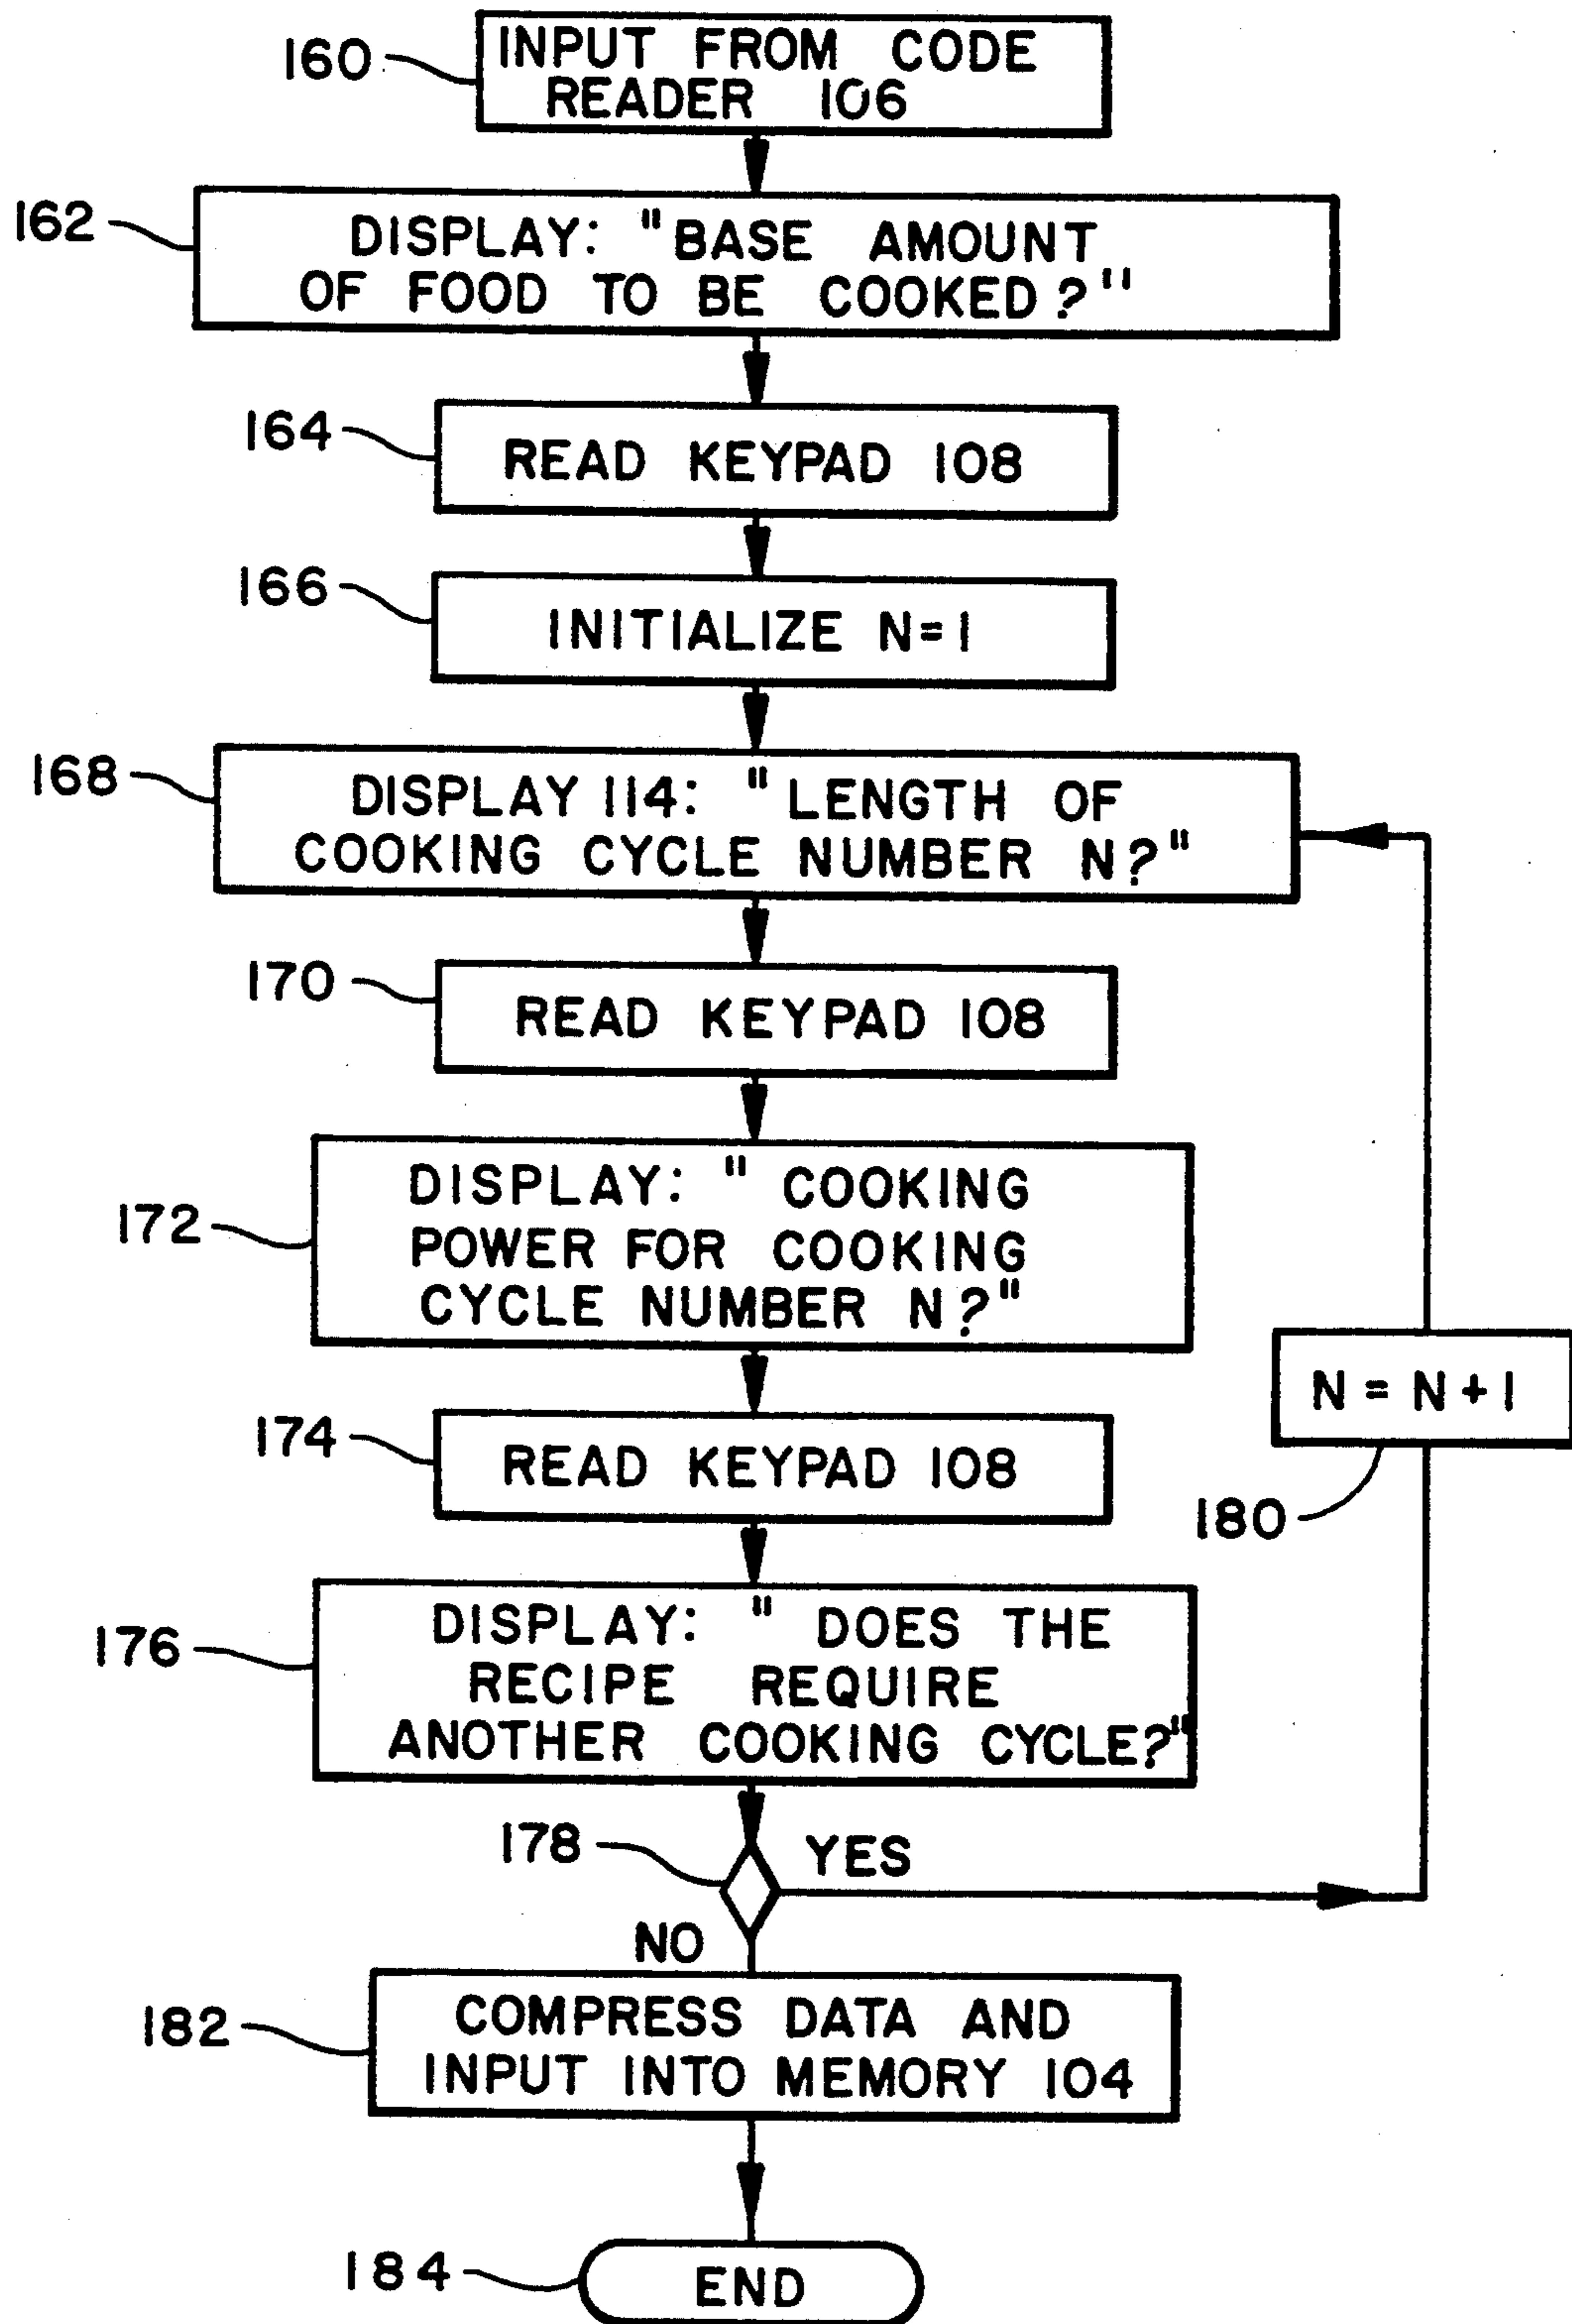 160
INPUT FROM CODE
READER 106
162
DISPLAY: "BASE AMOUNT
OF FOOD TO BE COOKED?"
164
READ KEYPAD 108
166
INITIALIZE N=1
168
DISPLAY 114: "LENGTH OF
COOKING CYCLE NUMBER N?"
170
READ KEYPAD 108
172
DISPLAY: " COOKING
POWER FOR COOKING
CYCLE NUMBER N?"
N = N + 1
174
READ KEYPAD 108
180
176
DISPLAY: " DOES THE
RECIPE REQUIRE
ANOTHER COOKING CYCLE?"
178
YES
NO
182
COMPRESS DATA AND
INPUT INTO MEMORY 104
184
END